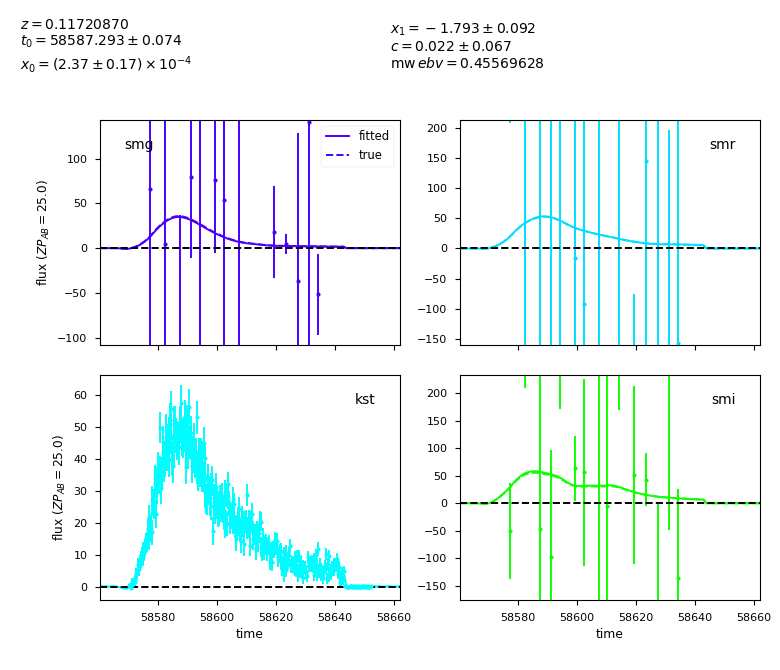 z = 0.11720870
t₀ = 58587.293 ± 0.074
x₀ = (2.37 ± 0.17) × 10⁻⁴
x₁ = −1.793 ± 0.092
c = 0.022 ± 0.067
mw ebv = 0.45569628
smg
fitted
true
100
50
0
−50
−100
flux (ZP_AB = 25.0)
smr
200
150
100
50
0
−50
−100
−150
kst
60
50
40
30
20
10
0
flux (ZP_AB = 25.0)
58580 58600 58620 58640 58660
time
smi
200
150
100
50
0
−50
−100
−150
58580 58600 58620 58640 58660
time